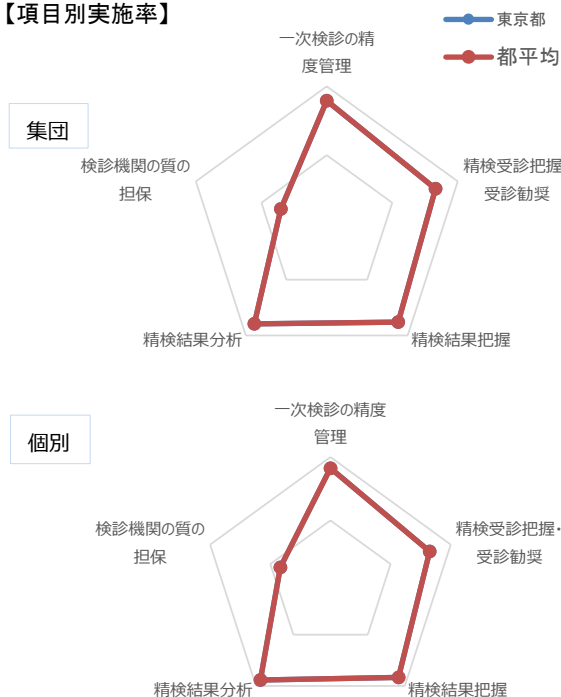 【項目別実施率】
東京都
都平均
集団
一次検診の精
度管理
精検受診把握
受診勧奨
精検結果把握
精検結果分析
検診機関の質の
担保
個別
一次検診の精度
管理
精検受診把握・
受診勧奨
精検結果把握
精検結果分析
検診機関の質の
担保